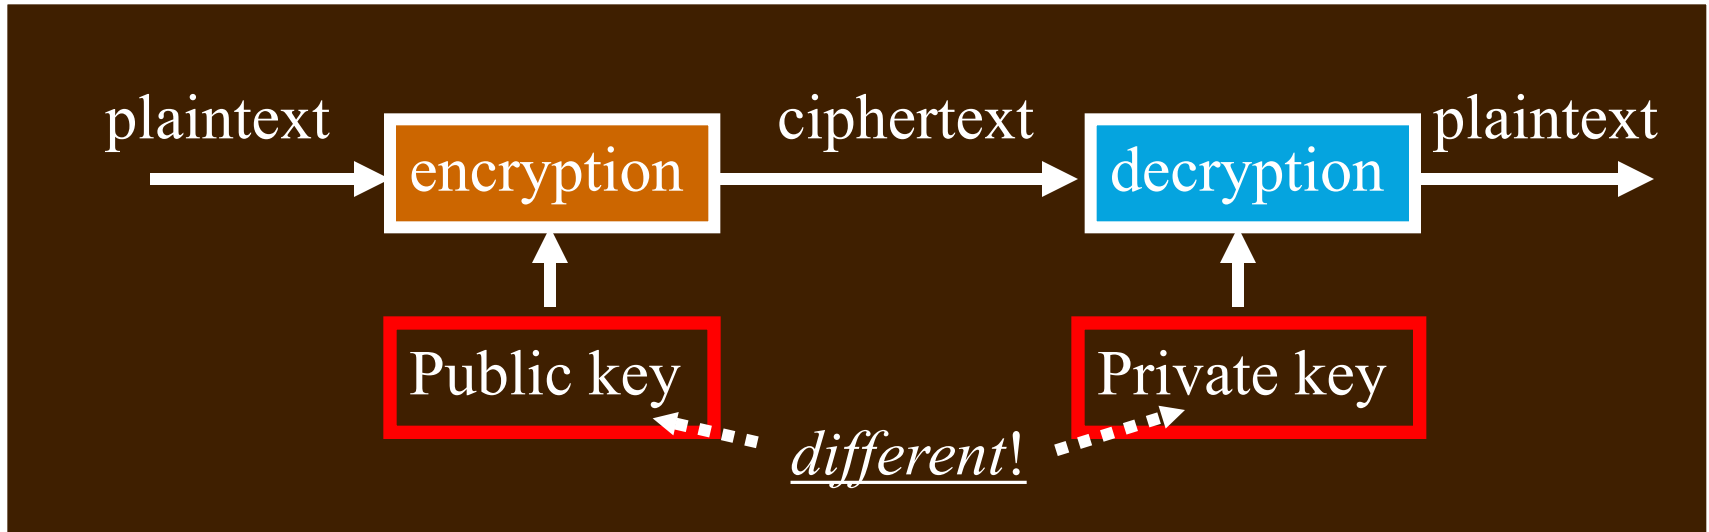 plaintext
encryption
ciphertext
decryption
plaintext
Public key
Private key
different!